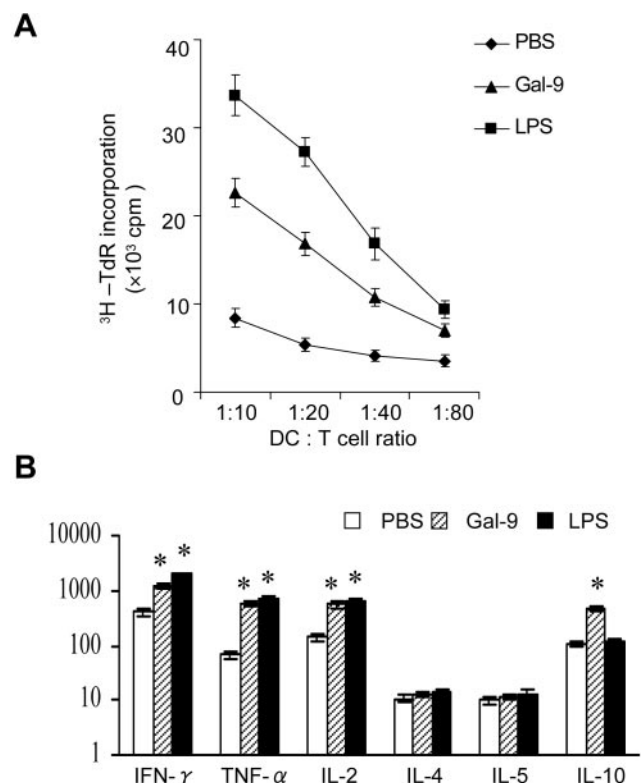 A
PBS
Gal-9
LPS
³H –TdR incorporation
(×10³ cpm )
40
30
20
10
0
1:10 1:20 1:40 1:80
DC : T cell ratio
B
PBS Gal-9 LPS
10000
1000
100
10
1
* * * * * * *
IFN- γ TNF- α IL-2 IL-4 IL-5 IL-10